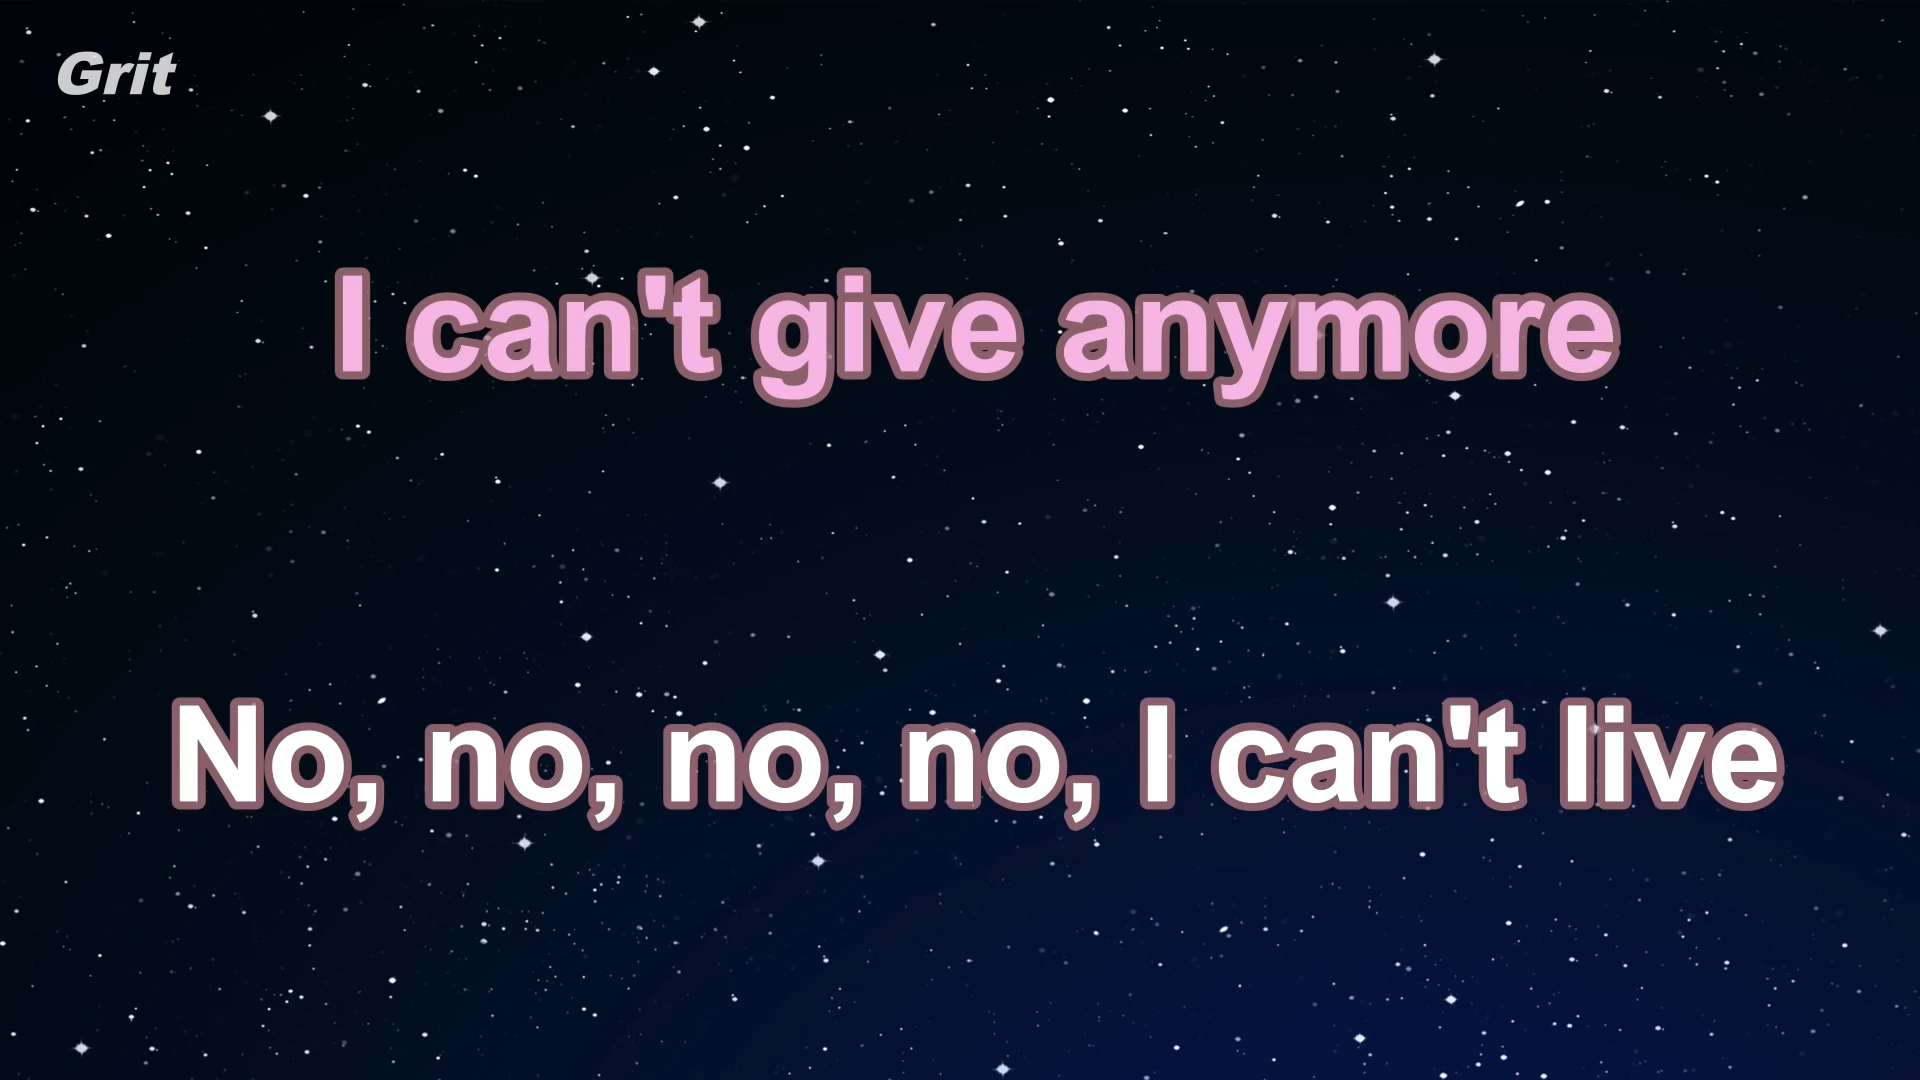 Grit
I can't give anymore
No, no, no, no, I can't live